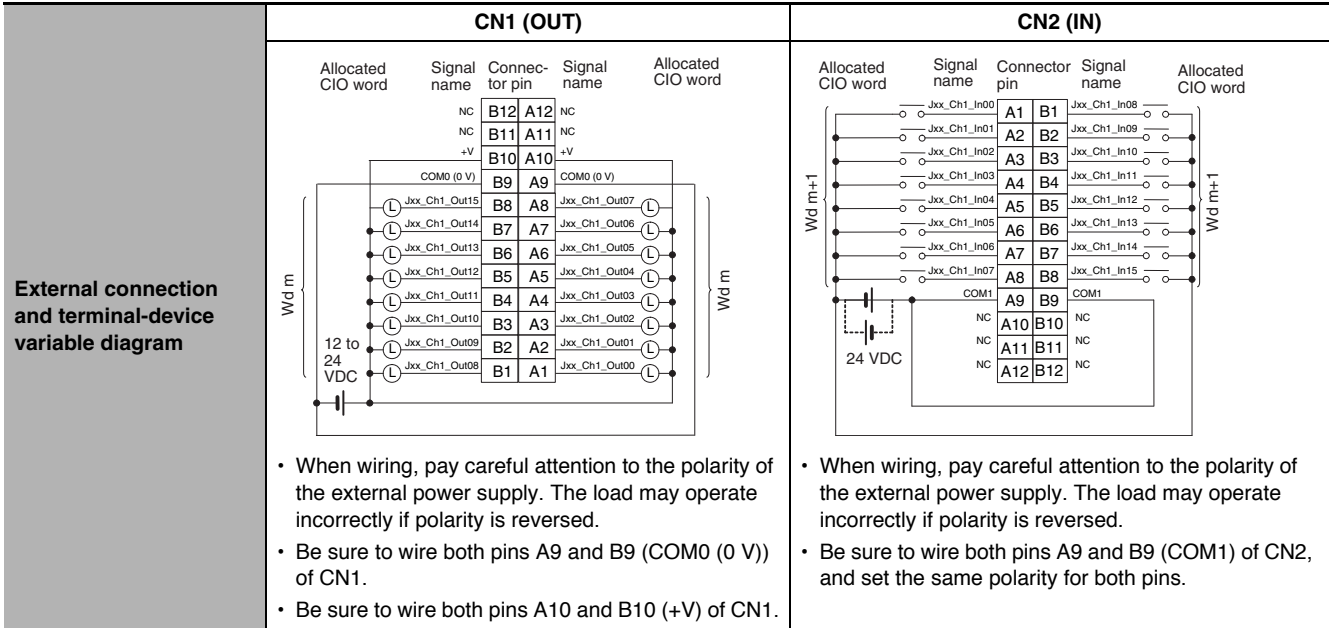 CN1 (OUT)
CN2 (IN)
External connection
and terminal-device
variable diagram
Allocated
CIO word
Signal
name
Connec-
tor pin
Signal
name
Allocated
CIO word
NC B12 A12 NC
NC B11 A11 NC
+V B10 A10 +V
COM0 (0 V) B9 A9 COM0 (0 V)
L Jxx_Ch1_Out15 B8 A8 Jxx_Ch1_Out07 L
L Jxx_Ch1_Out14 B7 A7 Jxx_Ch1_Out06 L
L Jxx_Ch1_Out13 B6 A6 Jxx_Ch1_Out05 L
L Jxx_Ch1_Out12 B5 A5 Jxx_Ch1_Out04 L
L Jxx_Ch1_Out11 B4 A4 Jxx_Ch1_Out03 L
L Jxx_Ch1_Out10 B3 A3 Jxx_Ch1_Out02 L
L Jxx_Ch1_Out09 B2 A2 Jxx_Ch1_Out01 L
L Jxx_Ch1_Out08 B1 A1 Jxx_Ch1_Out00 L
Wd m
Wd m
12 to
24
VDC
• When wiring, pay careful attention to the polarity of
the external power supply. The load may operate
incorrectly if polarity is reversed.
• Be sure to wire both pins A9 and B9 (COM0 (0 V))
of CN1.
• Be sure to wire both pins A10 and B10 (+V) of CN1.
Allocated
CIO word
Signal
name
Connector
pin
Signal
name
Allocated
CIO word
Jxx_Ch1_In00 A1 B1 Jxx_Ch1_In08
Jxx_Ch1_In01 A2 B2 Jxx_Ch1_In09
Jxx_Ch1_In02 A3 B3 Jxx_Ch1_In10
Jxx_Ch1_In03 A4 B4 Jxx_Ch1_In11
Jxx_Ch1_In04 A5 B5 Jxx_Ch1_In12
Jxx_Ch1_In05 A6 B6 Jxx_Ch1_In13
Jxx_Ch1_In06 A7 B7 Jxx_Ch1_In14
Jxx_Ch1_In07 A8 B8 Jxx_Ch1_In15
COM1 A9 B9 COM1
NC A10 B10 NC
NC A11 B11 NC
NC A12 B12 NC
Wd m+1
Wd m+1
24 VDC
• When wiring, pay careful attention to the polarity of
the external power supply. The load may operate
incorrectly if polarity is reversed.
• Be sure to wire both pins A9 and B9 (COM1) of CN2,
and set the same polarity for both pins.